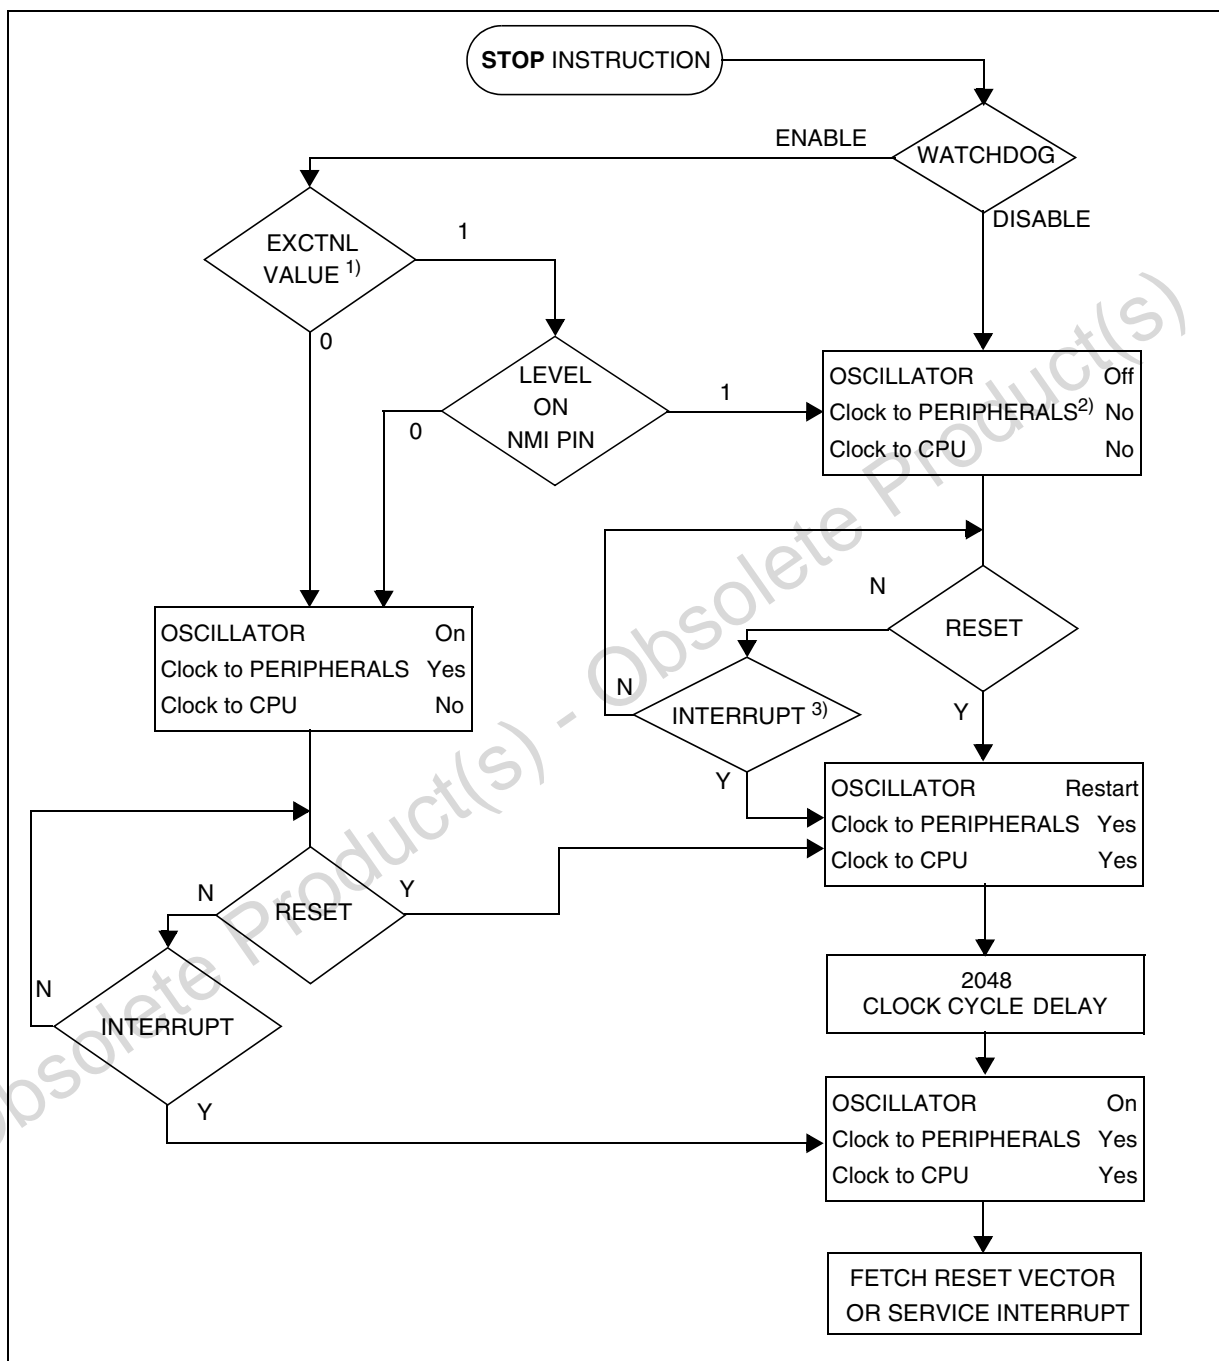 STOP INSTRUCTION
WATCHDOG
ENABLE
DISABLE
EXCTNL
VALUE 1)
1
0
LEVEL
ON
NMI PIN
1
0
OSCILLATOR Off
Clock to PERIPHERALS2) No
Clock to CPU No
N
RESET
Y
OSCILLATOR On
Clock to PERIPHERALS Yes
Clock to CPU No
N
INTERRUPT 3)
Y
OSCILLATOR Restart
Clock to PERIPHERALS Yes
Clock to CPU Yes
N
RESET
Y
N
INTERRUPT
Y
2048
CLOCK CYCLE DELAY
OSCILLATOR On
Clock to PERIPHERALS Yes
Clock to CPU Yes
FETCH RESET VECTOR
OR SERVICE INTERRUPT
Obsolete Product(s) - Obsolete Product(s)